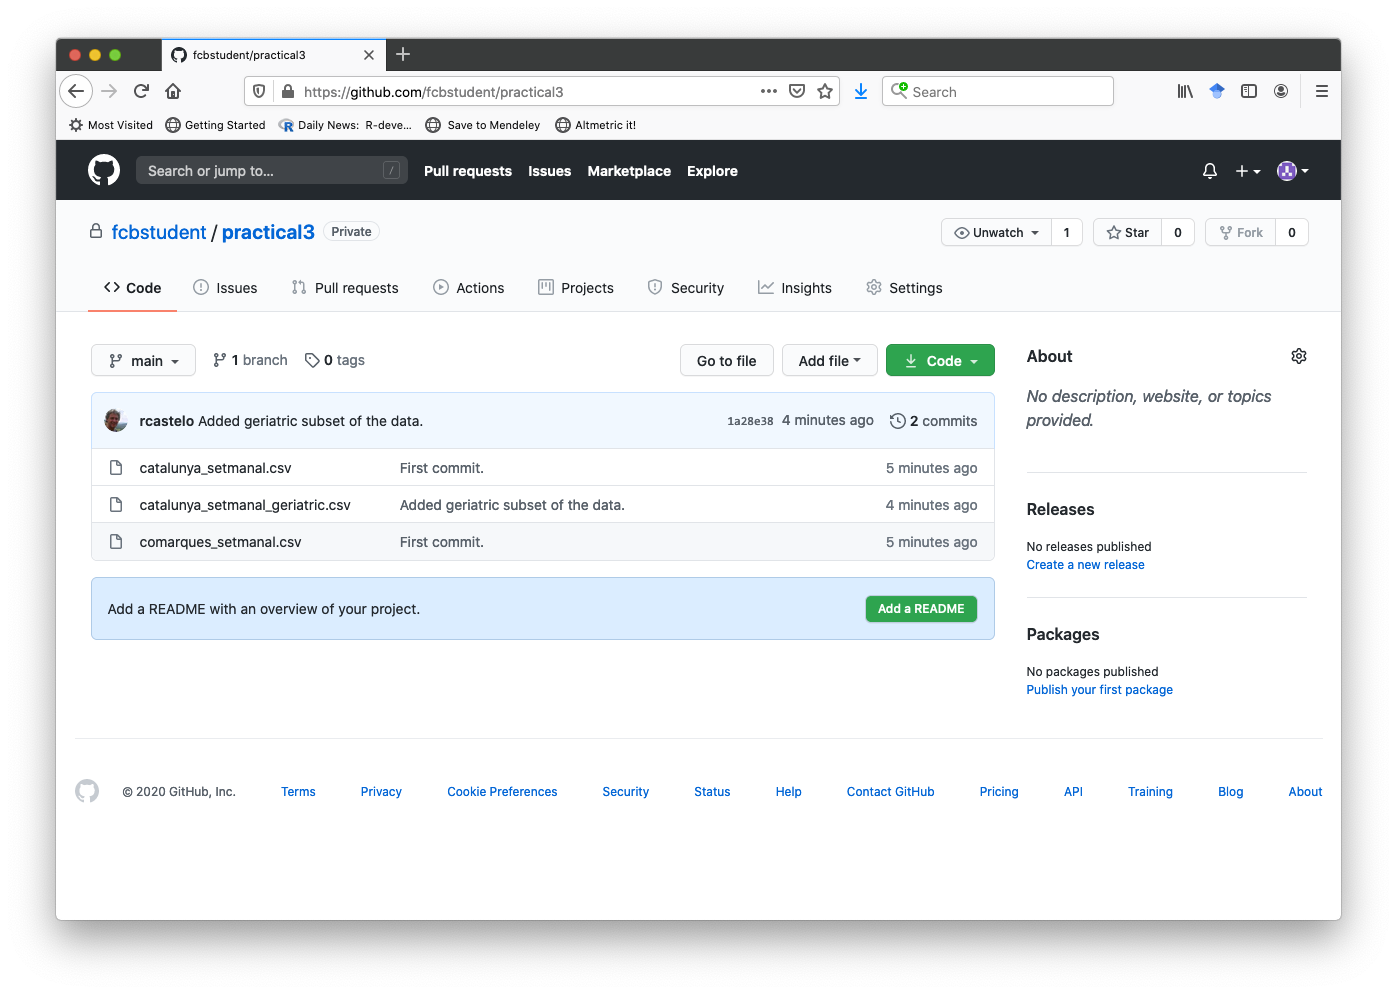 fcbstudent/practical3
https://github.com/fcbstudent/practical3 Search
Most Visited Getting Started Daily News: R-deve... Save to Mendeley Altmetric it!
Search or jump to... / Pull requests Issues Marketplace Explore
fcbstudent / practical3 Private Unwatch 1 Star 0 Fork 0
Code Issues Pull requests Actions Projects Security Insights Settings
main 1 branch 0 tags Go to file Add file Code
rcastelo Added geriatric subset of the data. 1a28e38 4 minutes ago 2 commits
catalunya_setmanal.csv First commit. 5 minutes ago
catalunya_setmanal_geriatric.csv Added geriatric subset of the data. 4 minutes ago
comarques_setmanal.csv First commit. 5 minutes ago
Add a README with an overview of your project. Add a README
About
No description, website, or topics
provided.
Releases
No releases published
Create a new release
Packages
No packages published
Publish your first package
© 2020 GitHub, Inc. Terms Privacy Cookie Preferences Security Status Help Contact GitHub Pricing API Training Blog About